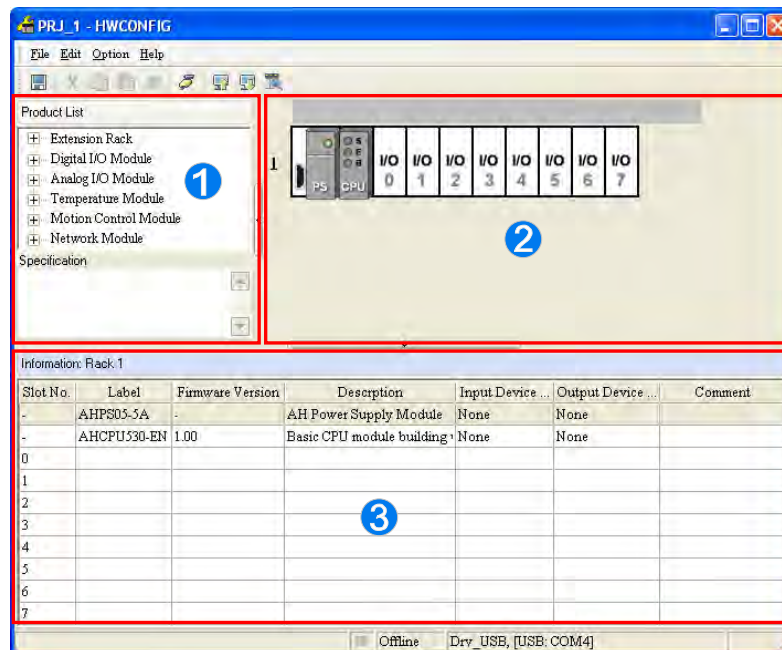 PRJ_1 - HWCONFIG
File Edit Option Help
Product List
Extension Rack
Digital I/O Module
Analog I/O Module
Temperature Module
Motion Control Module
Network Module
Specification
1
2
3
1
PS CPU
S
E
B
I/O 0 I/O 1 I/O 2 I/O 3 I/O 4 I/O 5 I/O 6 I/O 7
Information: Rack 1
Slot No. Label Firmware Version Descrption Input Device ... Output Device ... Comment
- AHPS05-5A - AH Power Supply Module None None
- AHCPU530-EN 1.00 Basic CPU module building None None
0
1
2
3
4
5
6
7
Offline Drv_USB, [USB: COM4]